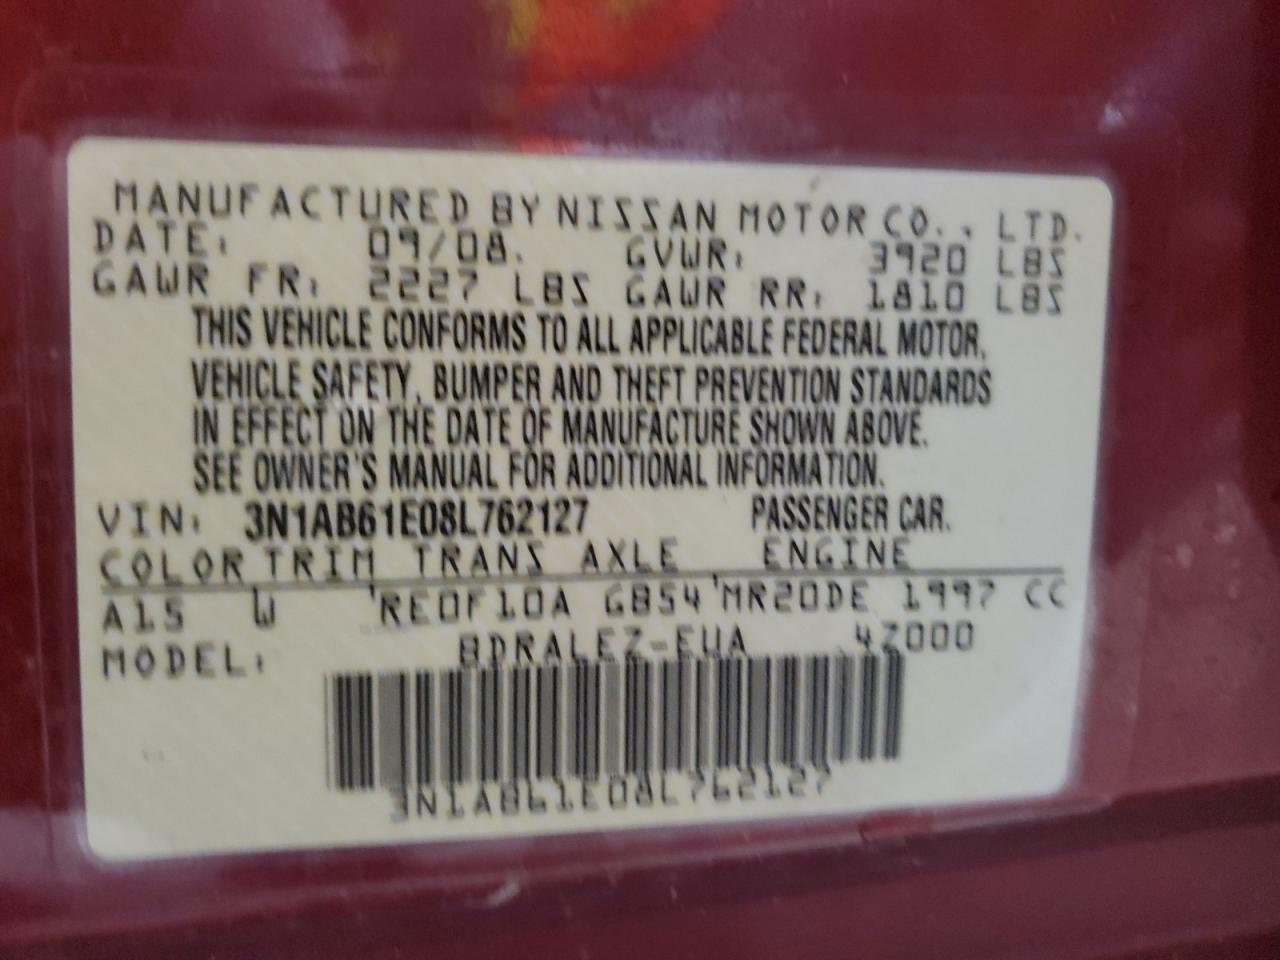 MANUFACTURED BY NISSAN MOTOR CO., LTD.
DATE: 09/08. GVWR: 3920 LBS
GAWR FR: 2227 LBS GAWR RR: 1810 LBS
THIS VEHICLE CONFORMS TO ALL APPLICABLE FEDERAL MOTOR.
VEHICLE SAFETY, BUMPER AND THEFT PREVENTION STANDARDS
IN EFFECT ON THE DATE OF MANUFACTURE SHOWN ABOVE.
SEE OWNER'S MANUAL FOR ADDITIONAL INFORMATION.
VIN: 3N1AB61E08L762127 PASSENGER CAR.
COLOR TRIM TRANS AXLE ENGINE
A15 W 'RE0F10A GB54'MR20DE 1997 CC
MODEL: BDRALEZ-EUA 4Z000
3N1AB61E08L762127